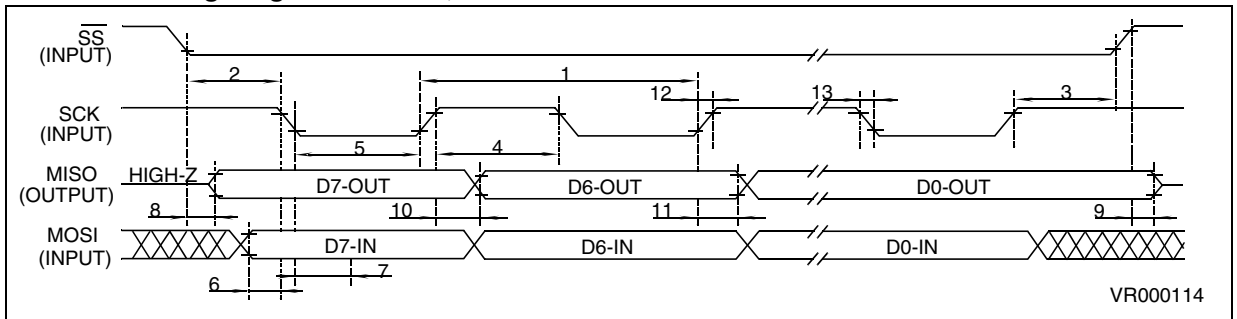 SS
(INPUT)
2
1
12
13
3
SCK
(INPUT)
5
4
MISO
(OUTPUT)
HIGH-Z
D7-OUT
D6-OUT
D0-OUT
8
10
11
9
MOSI
(INPUT)
D7-IN
D6-IN
D0-IN
7
6
VR000114